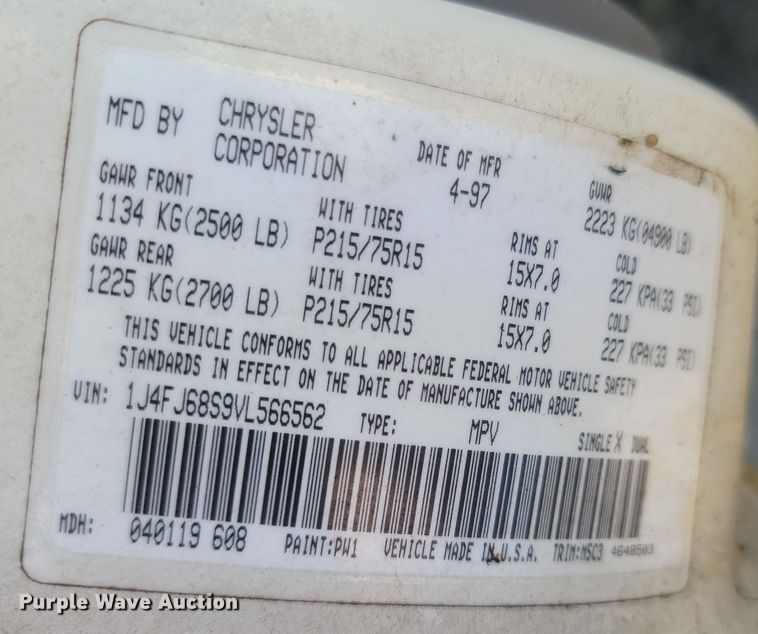 MFD BY CHRYSLER CORPORATION DATE OF MFR 4-97 GVWR 2223 KG(04900 LB)
GAWR FRONT 1134 KG(2500 LB) WITH TIRES P215/75R15 RIMS AT 15X7.0 COLD 227 KPA(33 PSI)
GAWR REAR 1225 KG(2700 LB) WITH TIRES P215/75R15 RIMS AT 15X7.0 COLD 227 KPA(33 PSI)
THIS VEHICLE CONFORMS TO ALL APPLICABLE FEDERAL MOTOR VEHICLE SAFETY
STANDARDS IN EFFECT ON THE DATE OF MANUFACTURE SHOWN ABOVE.
VIN: 1J4FJ68S9VL566562 TYPE: MPV SINGLE X DUAL
MDH: 040119 608 PAINT:PW1 VEHICLE MADE IN U.S.A. TRIM:M5C3 4648503
Purple Wave Auction